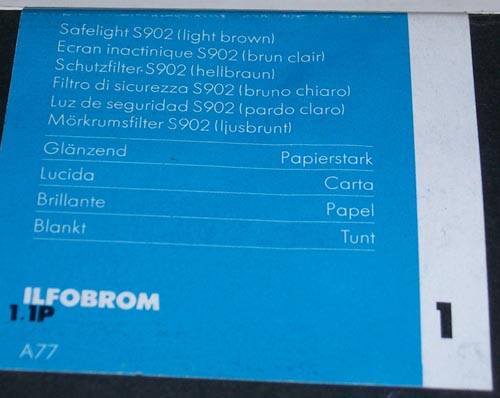 Safelight S902 (light brown)
Ecran inactinique S902 (brun clair)
Schutzfilter S902 (hellbraun)
Filtro di sicurezza S902 (bruno chiaro)
Luz de seguridad S902 (pardo claro)
Mörkrumsfilter S902 (ljusbrunt)
Glänzend Papierstark
Lucida Carta
Brillante Papel
Blankt Tunt
ILFOBROM
1.1P
1
A77